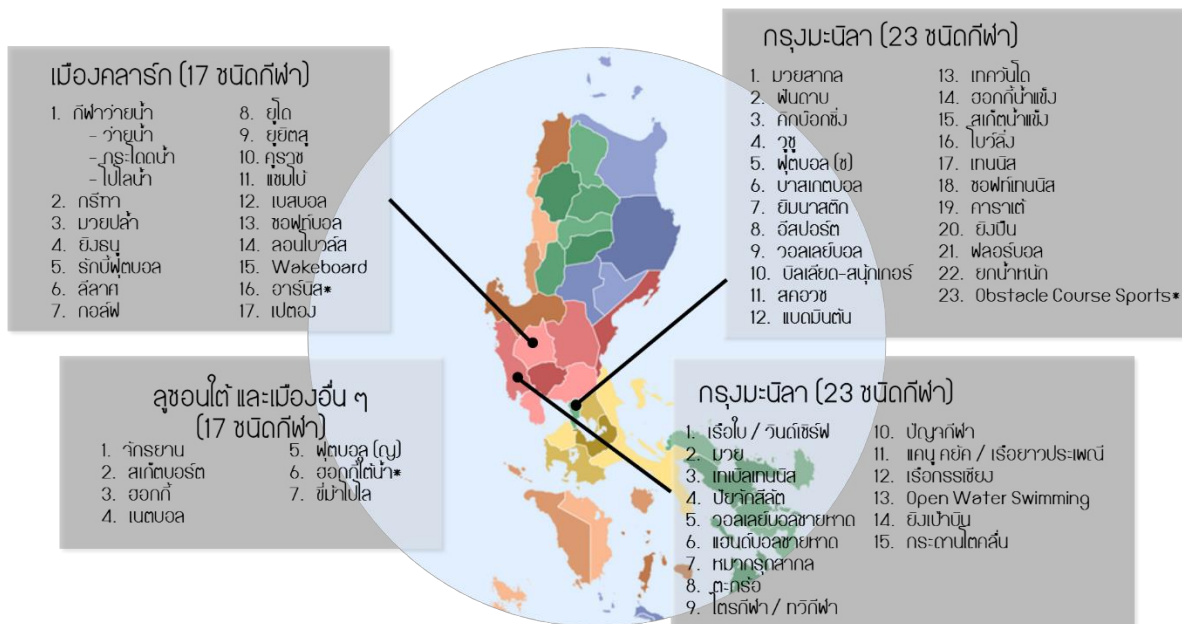 เมืองคลาร์ก (17 ชนิดกีฬา)
1. กีฬาว่ายน้ำ
- ว่ายน้ำ
- กระโดดน้ำ
- โปโลน้ำ
2. กรีฑา
3. มวยปล้ำ
4. ยิงธนู
5. รักบี้ฟุตบอล
6. ลีลาศ
7. กอล์ฟ
8. ยูโด
9. ยูยิตสู
10. คูราช
11. แซมโบ้
12. เบสบอล
13. ซอฟท์บอล
14. ลอนโบวล์ส
15. Wakeboard
16. อาร์นิส*
17. เปตอง
กรุงมะนิลา (23 ชนิดกีฬา)
1. มวยสากล
2. ฟันดาบ
3. คิกบ๊อกซิ่ง
4. วูซู
5. ฟุตบอล (ช)
6. บาสเกตบอล
7. ยิมนาสติก
8. อีสปอร์ต
9. วอลเลย์บอล
10. บิลเลียด-สนุ๊กเกอร์
11. สควอช
12. แบดมินตัน
13. เทควันโด
14. ฮอกกี้น้ำแข็ง
15. สเก็ตน้ำแข็ง
16. โบว์ลิ่ง
17. เทนนิส
18. ซอฟท์เทนนิส
19. คาราเต้
20. ยิงปืน
21. ฟลอร์บอล
22. ยกน้ำหนัก
23. Obstacle Course Sports*
ลูซอนใต้ และเมืองอื่น ๆ
(17 ชนิดกีฬา)
1. จักรยาน
2. สเก็ตบอร์ต
3. ฮอกกี้
4. เนตบอล
5. ฟุตบอล (ญ)
6. ฮอกกี้ใต้น้ำ*
7. ขี่ม้าโปโล
กรุงมะนิลา (23 ชนิดกีฬา)
1. เรือใบ / วินด์เซิร์ฟ
2. มวย
3. เทเบิลเทนนิส
4. ปัยจักสีลัต
5. วอลเลย์บอลชายหาด
6. แฮนด์บอลชายหาด
7. หมากรุกสากล
8. ตะกร้อ
9. ไตรกีฬา / ทวิกีฬา
10. ปัญจกีฬา
11. แคนู คยัค / เรือยาวประเพณี
12. เรือกรรเชียง
13. Open Water Swimming
14. ยิงเป้าบิน
15. กระดานโตคลื่น